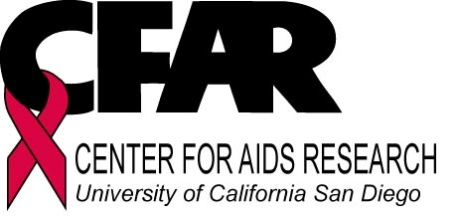 CFAR
CENTER FOR AIDS RESEARCH
University of California San Diego